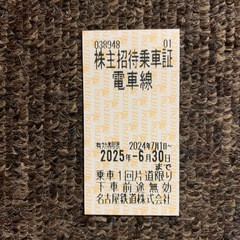 038948 01
株主招待乗車証
電車線
有効期間 2024年7月1日～
2025年-6月30日
まで
乗車1回片道限り
下車前途無効
名古屋鉄道株式会社